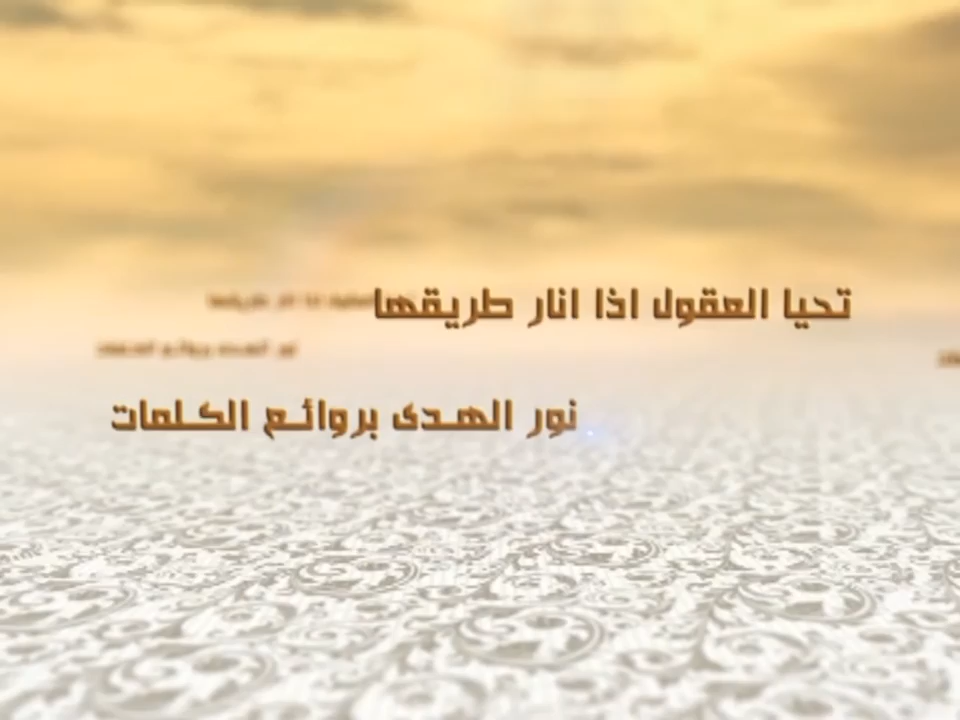 تحيا العقول اذا انار طريقها
نور الهدى بروائع الكلمات